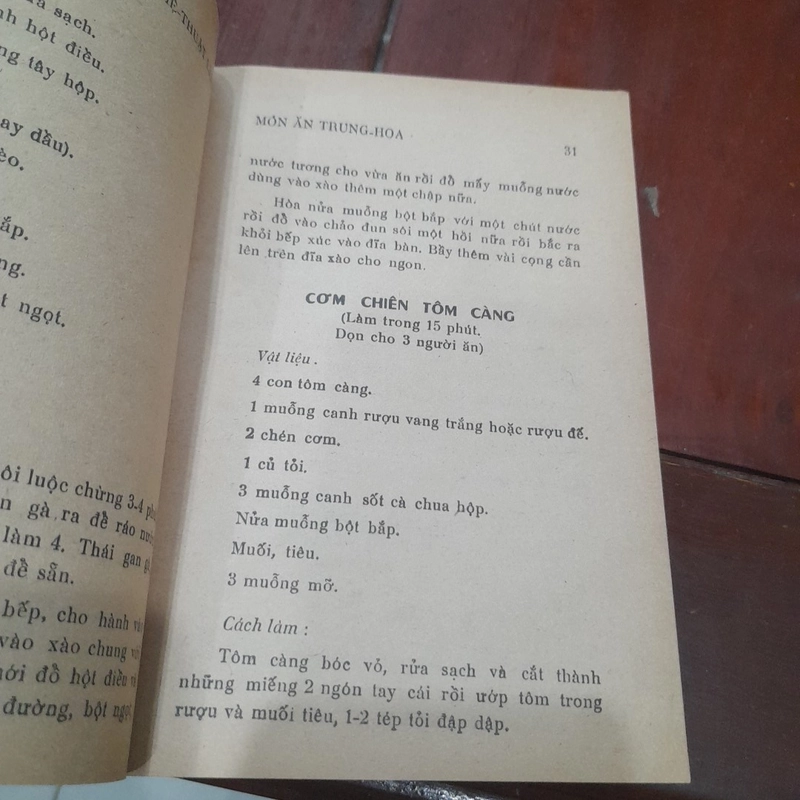 sạch.
hột điều.
tây hộp.
dầu).
HỆ-THUẬT
ngọt.
luộc chừng 3-4
gà ra để ráo
làm 4. Thái gan
để sẵn.
bếp, cho hành
vào xào chung
đổ hột điều
đường, bột
MÓN ĂN TRUNG-HOA
31
nước tương cho vừa ăn rồi đổ mấy muỗng nước
dùng vào xào thêm một chập nữa.
Hòa nửa muỗng bột bắp với một chút nước
rồi đổ vào chảo đun sôi một hồi nữa rồi bắc ra
khỏi bếp xúc vào đĩa bàn. Bầy thêm vài cọng cần
lên trên đĩa xào cho ngon.
CƠM CHIÊN TÔM CÀNG
(Làm trong 15 phút.
Dọn cho 3 người ăn)
Vật liệu .
4 con tôm càng.
1 muỗng canh rượu vang trắng hoặc rượu đế.
2 chén cơm.
1 củ tỏi.
3 muỗng canh sốt cà chua hộp.
Nửa muỗng bột bắp.
Muối, tiêu.
3 muỗng mỡ.
Cách làm :
Tôm càng bóc vỏ, rửa sạch và cắt thành
những miếng 2 ngón tay cái rồi ướp tôm trong
rượu và muối tiêu, 1-2 tép tỏi đập dập.